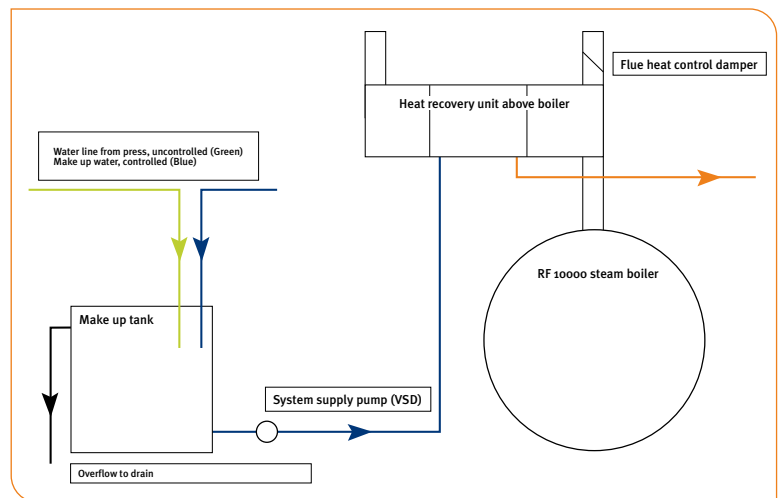 Flue heat control damper
Heat recovery unit above boiler
Water line from press, uncontrolled (Green)
Make up water, controlled (Blue)
RF 10000 steam boiler
Make up tank
System supply pump (VSD)
Overflow to drain